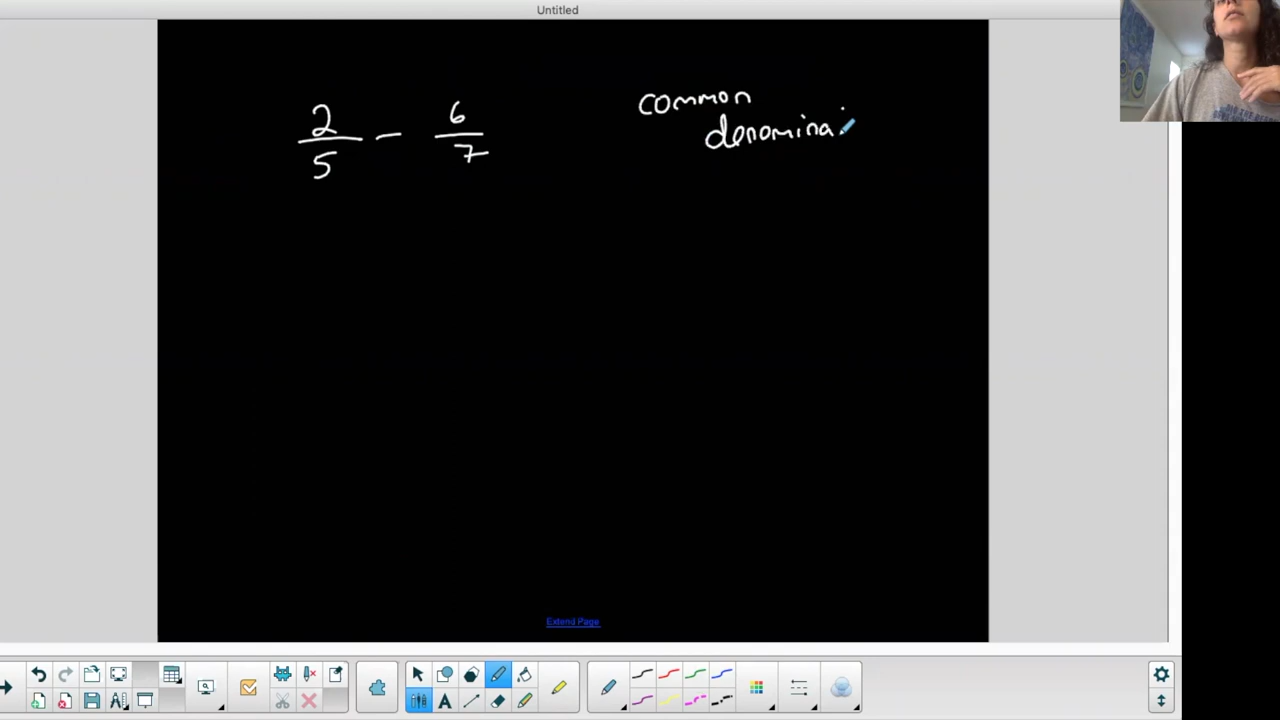 Untitled
2/5 − 6/7
common
denomina
Extend Page